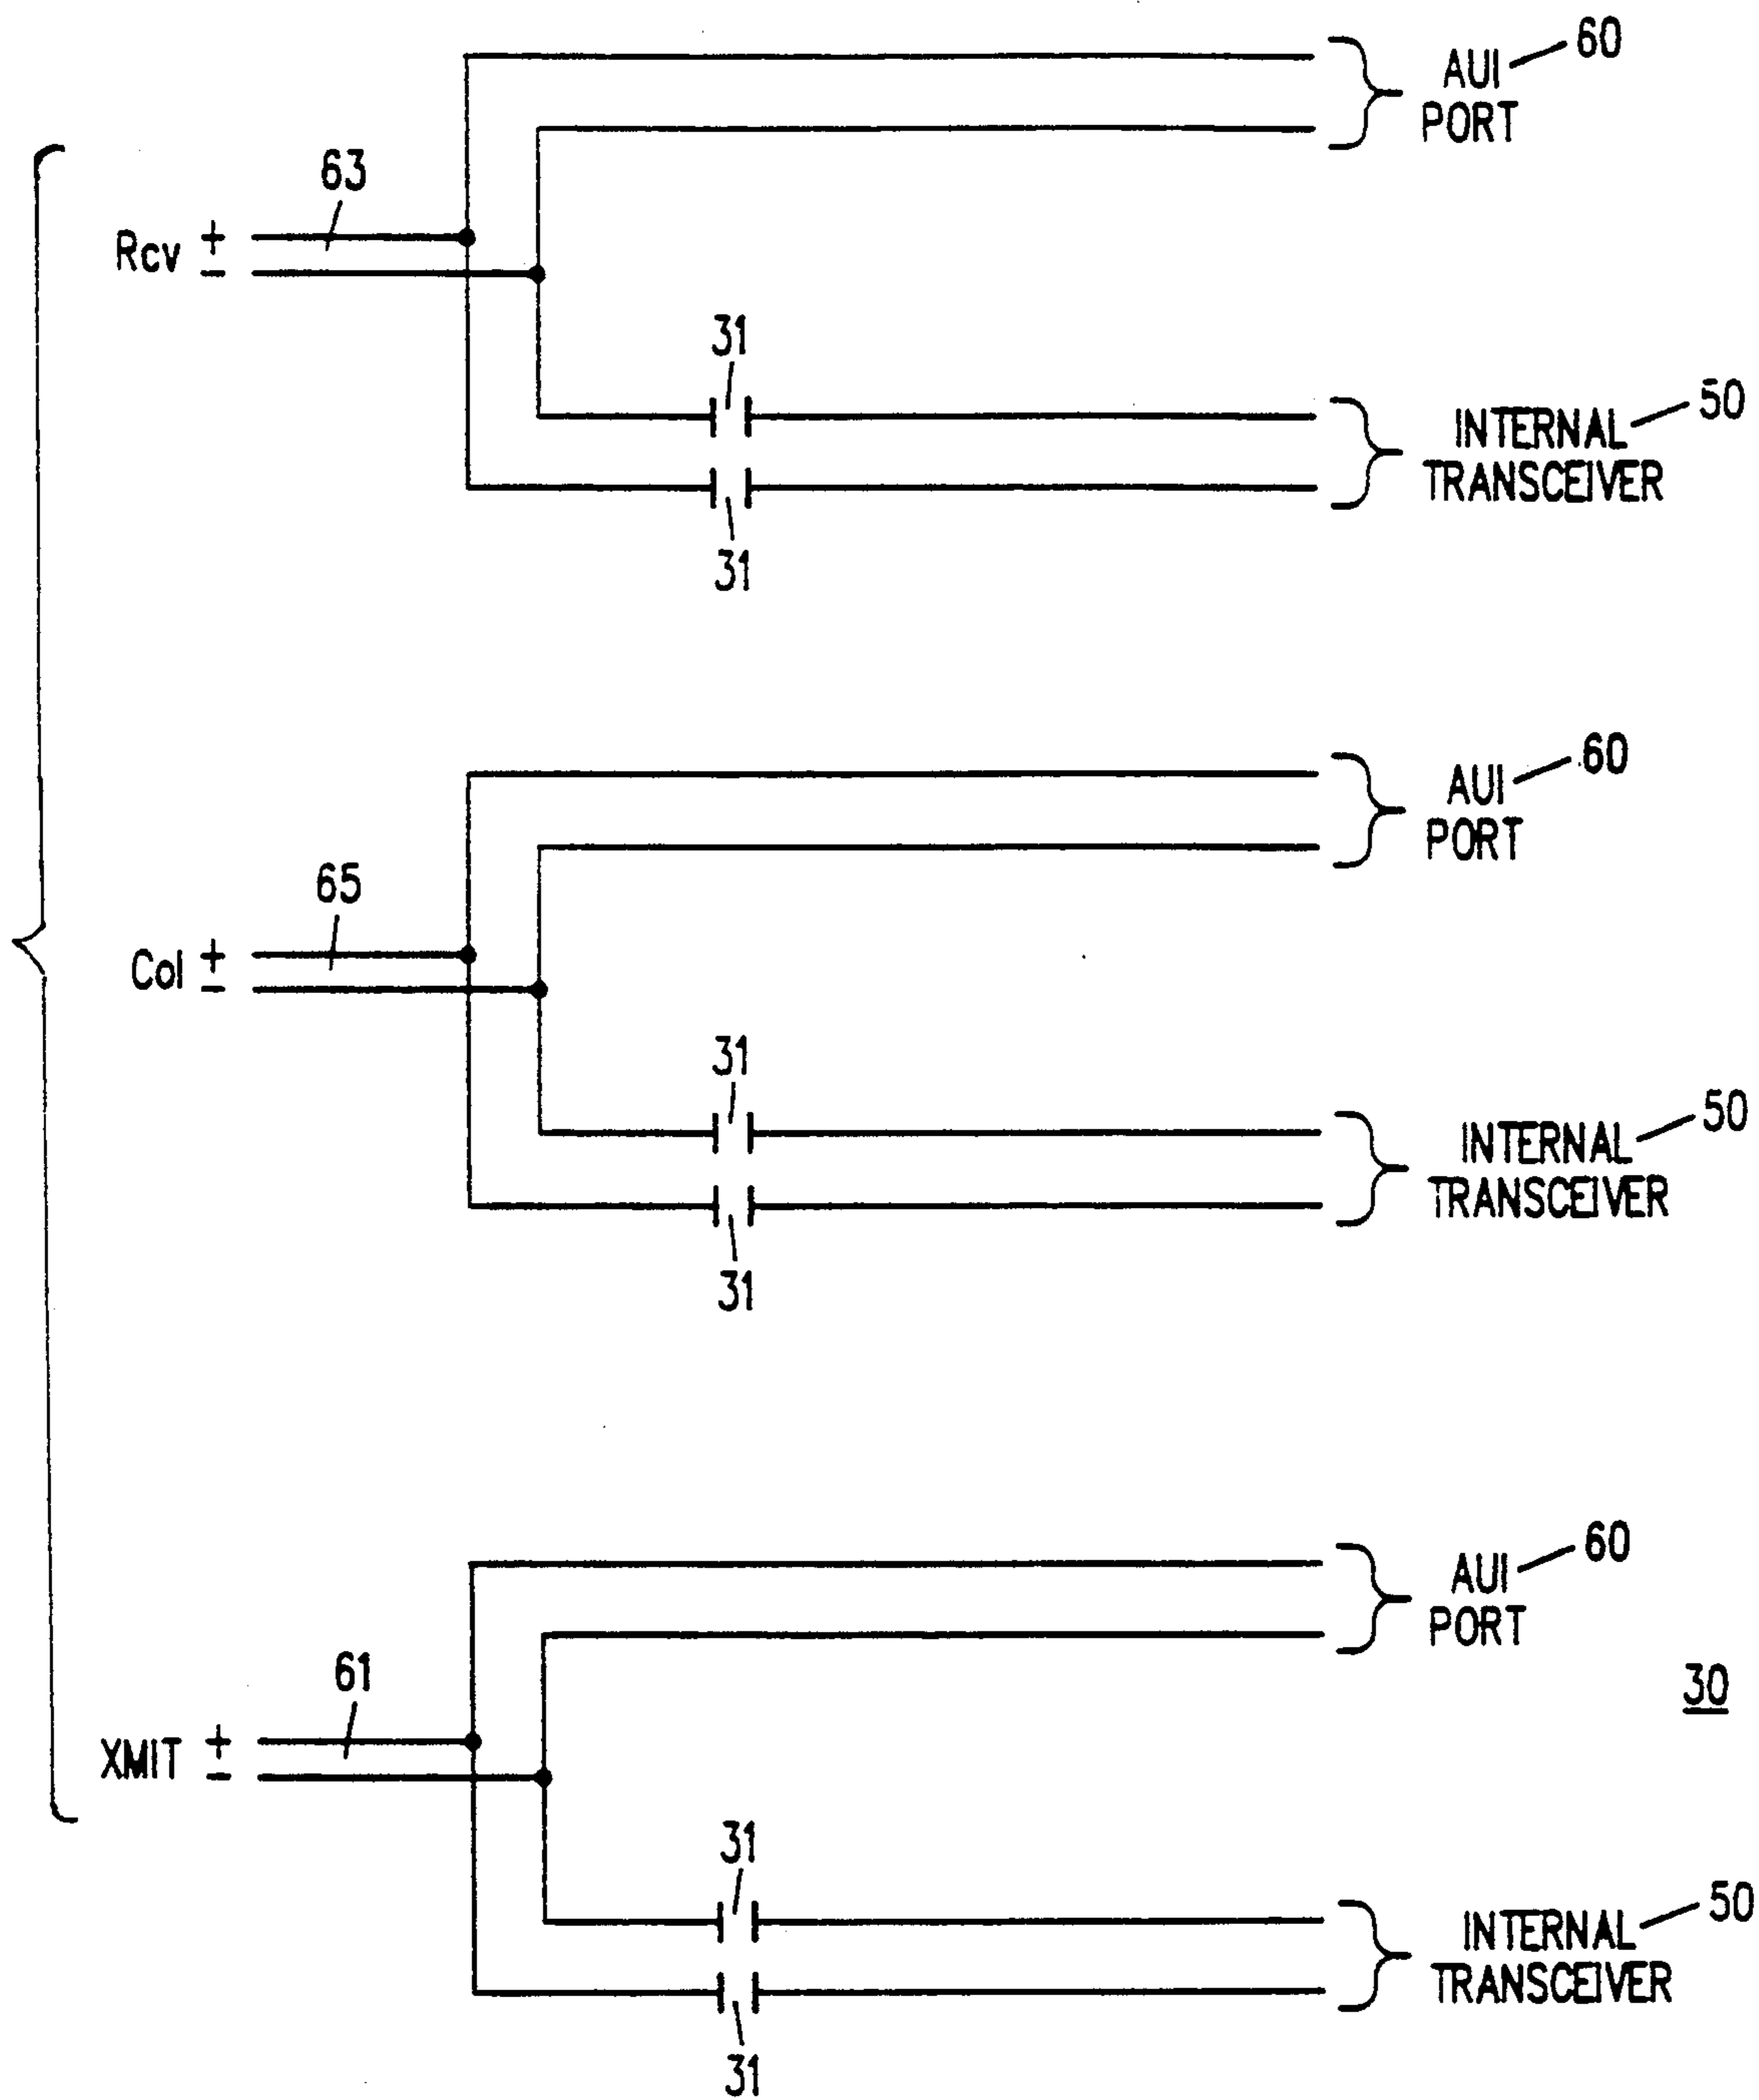 60
AUI
PORT
63
Rcv + -
31
50
INTERNAL
TRANSCEIVER
31
60
AUI
PORT
65
Col + -
31
50
INTERNAL
TRANSCEIVER
31
60
AUI
PORT
61
30
XMIT + -
31
50
INTERNAL
TRANSCEIVER
31